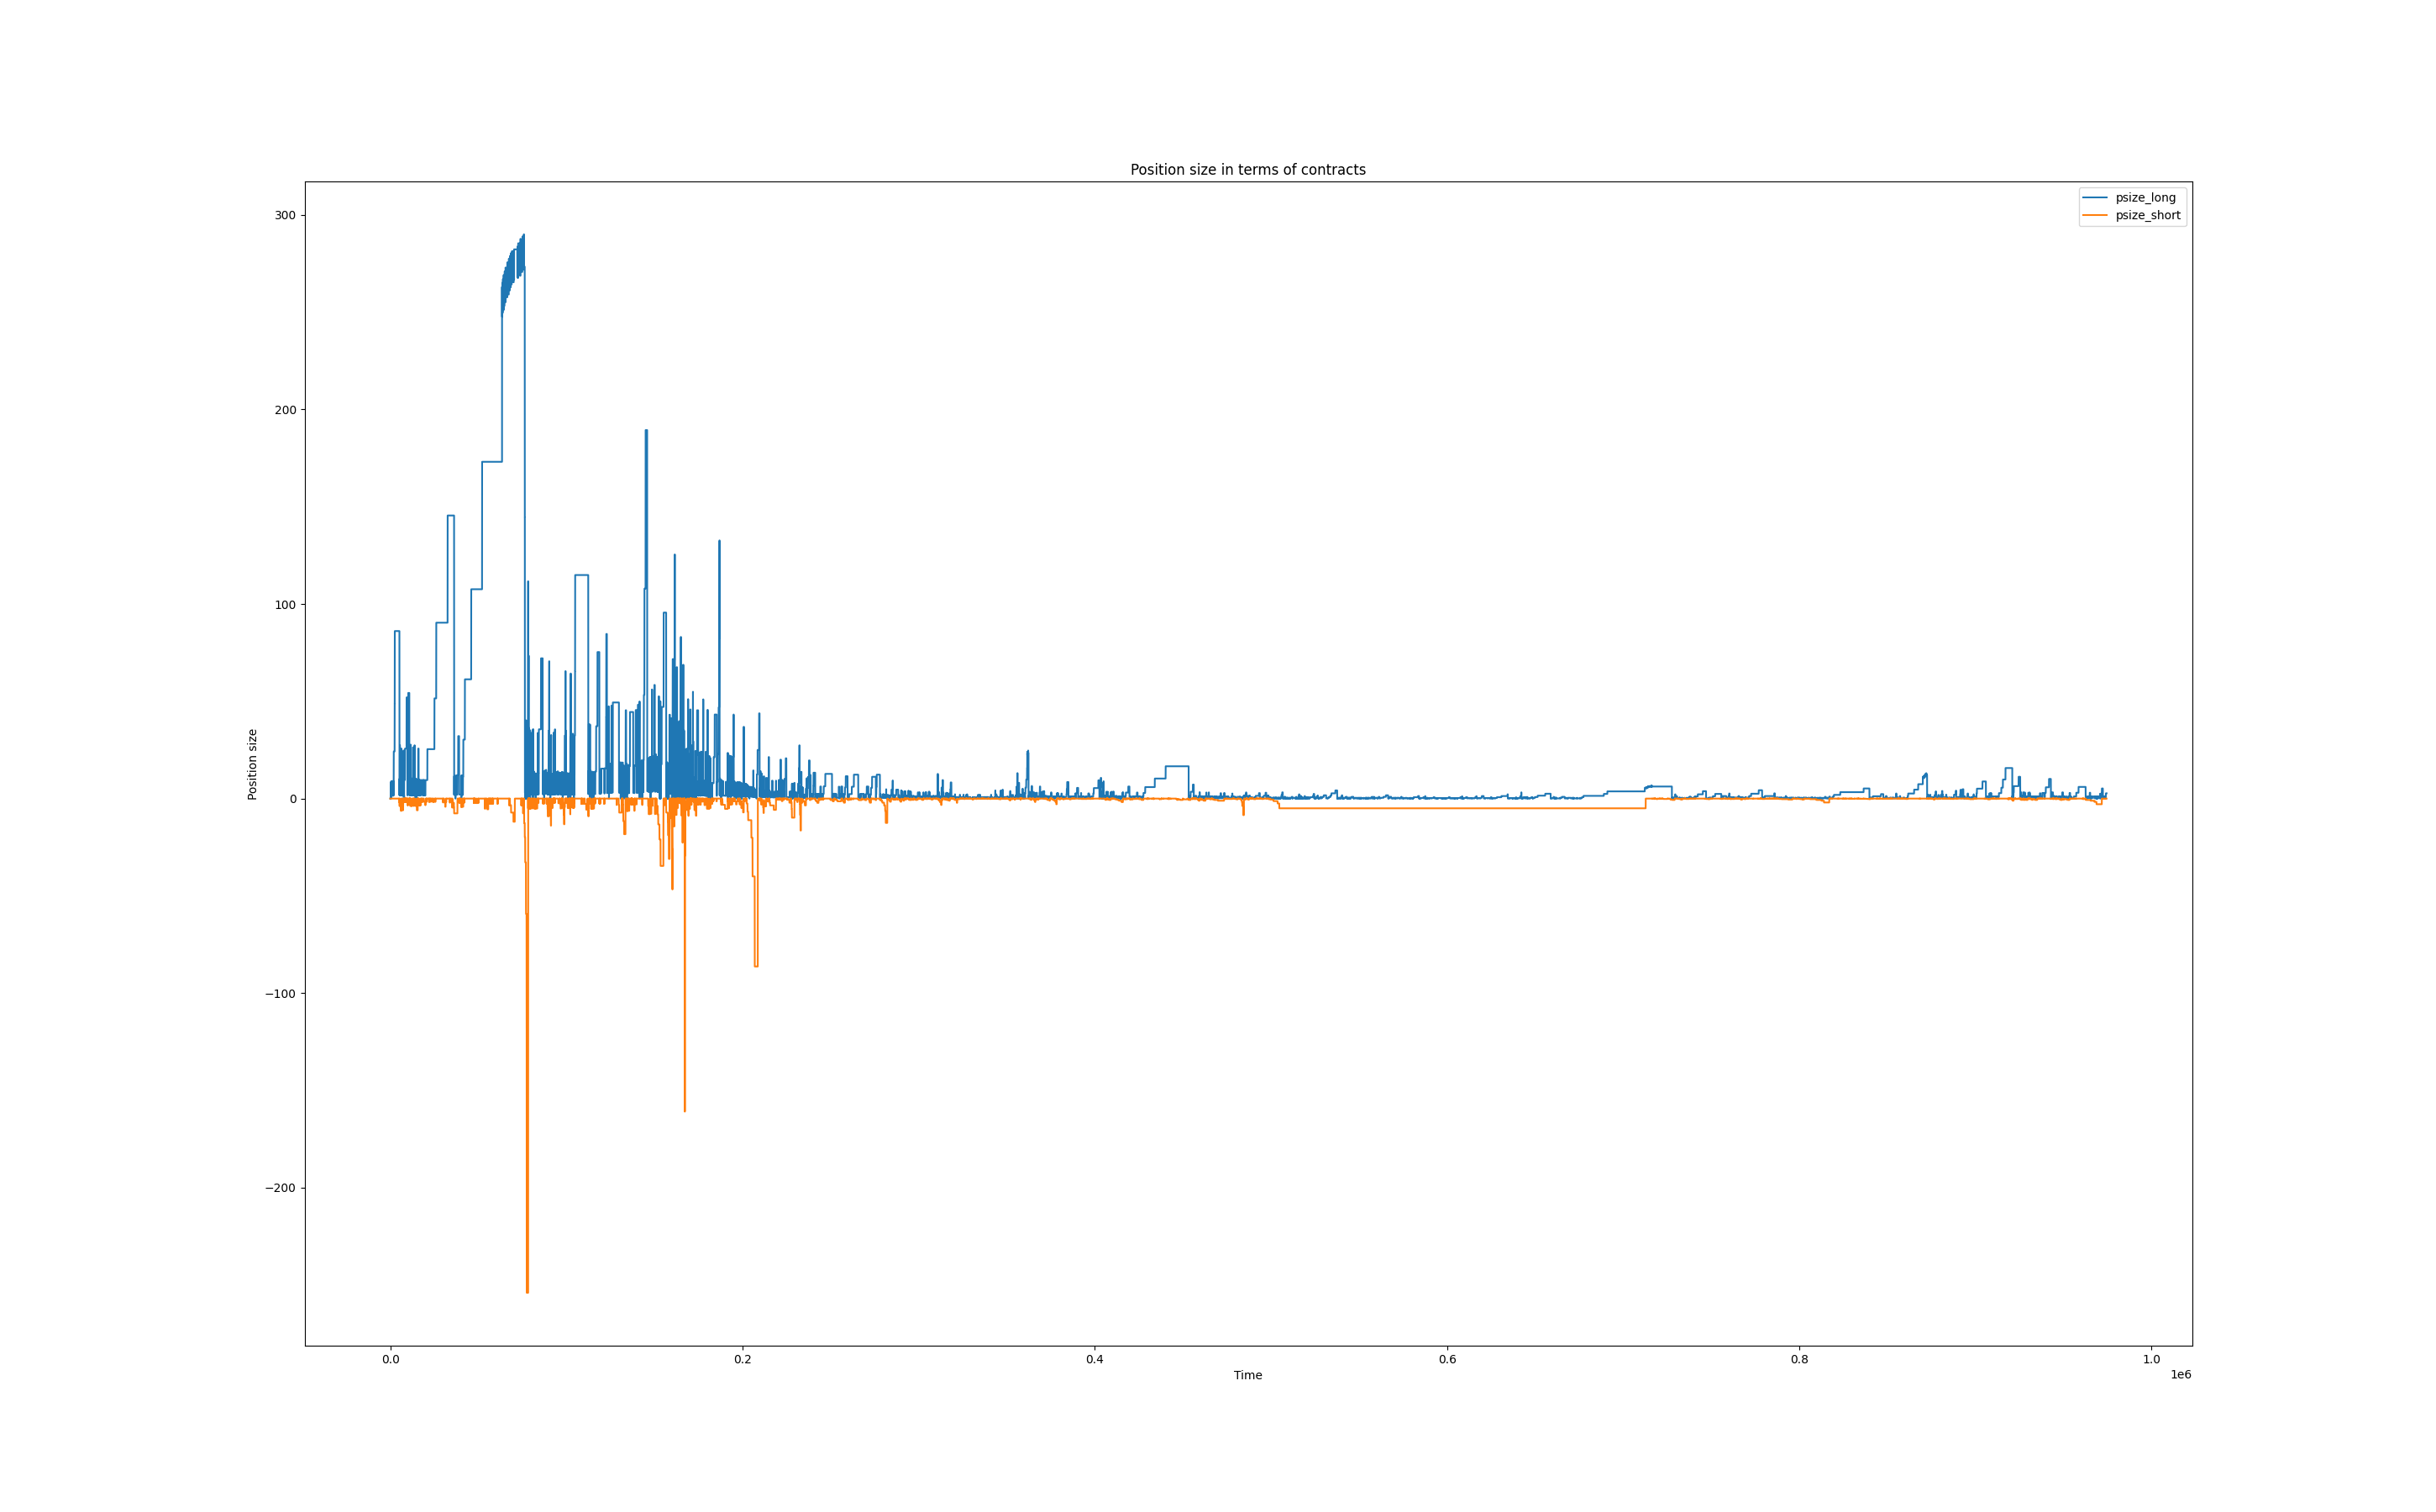 Position size in terms of contracts
psize_long
psize_short
300
200
100
0
−100
−200
Position size
0.0
0.2
0.4
0.6
0.8
1.0
1e6
Time